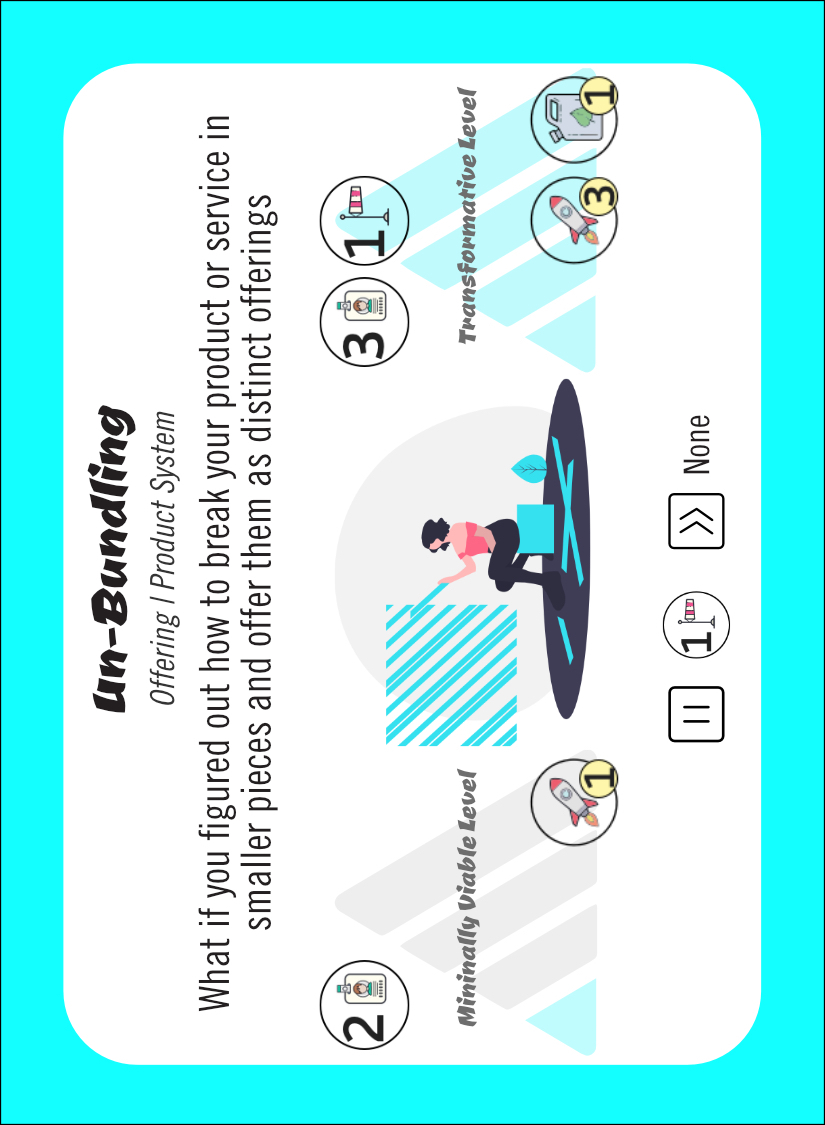 Un-Bundling
Offering | Product System
What if you figured out how to break your product or service in
smaller pieces and offer them as distinct offerings
2 3 1
Mininally Viable Level Transformative Level
1 3 1
1 None